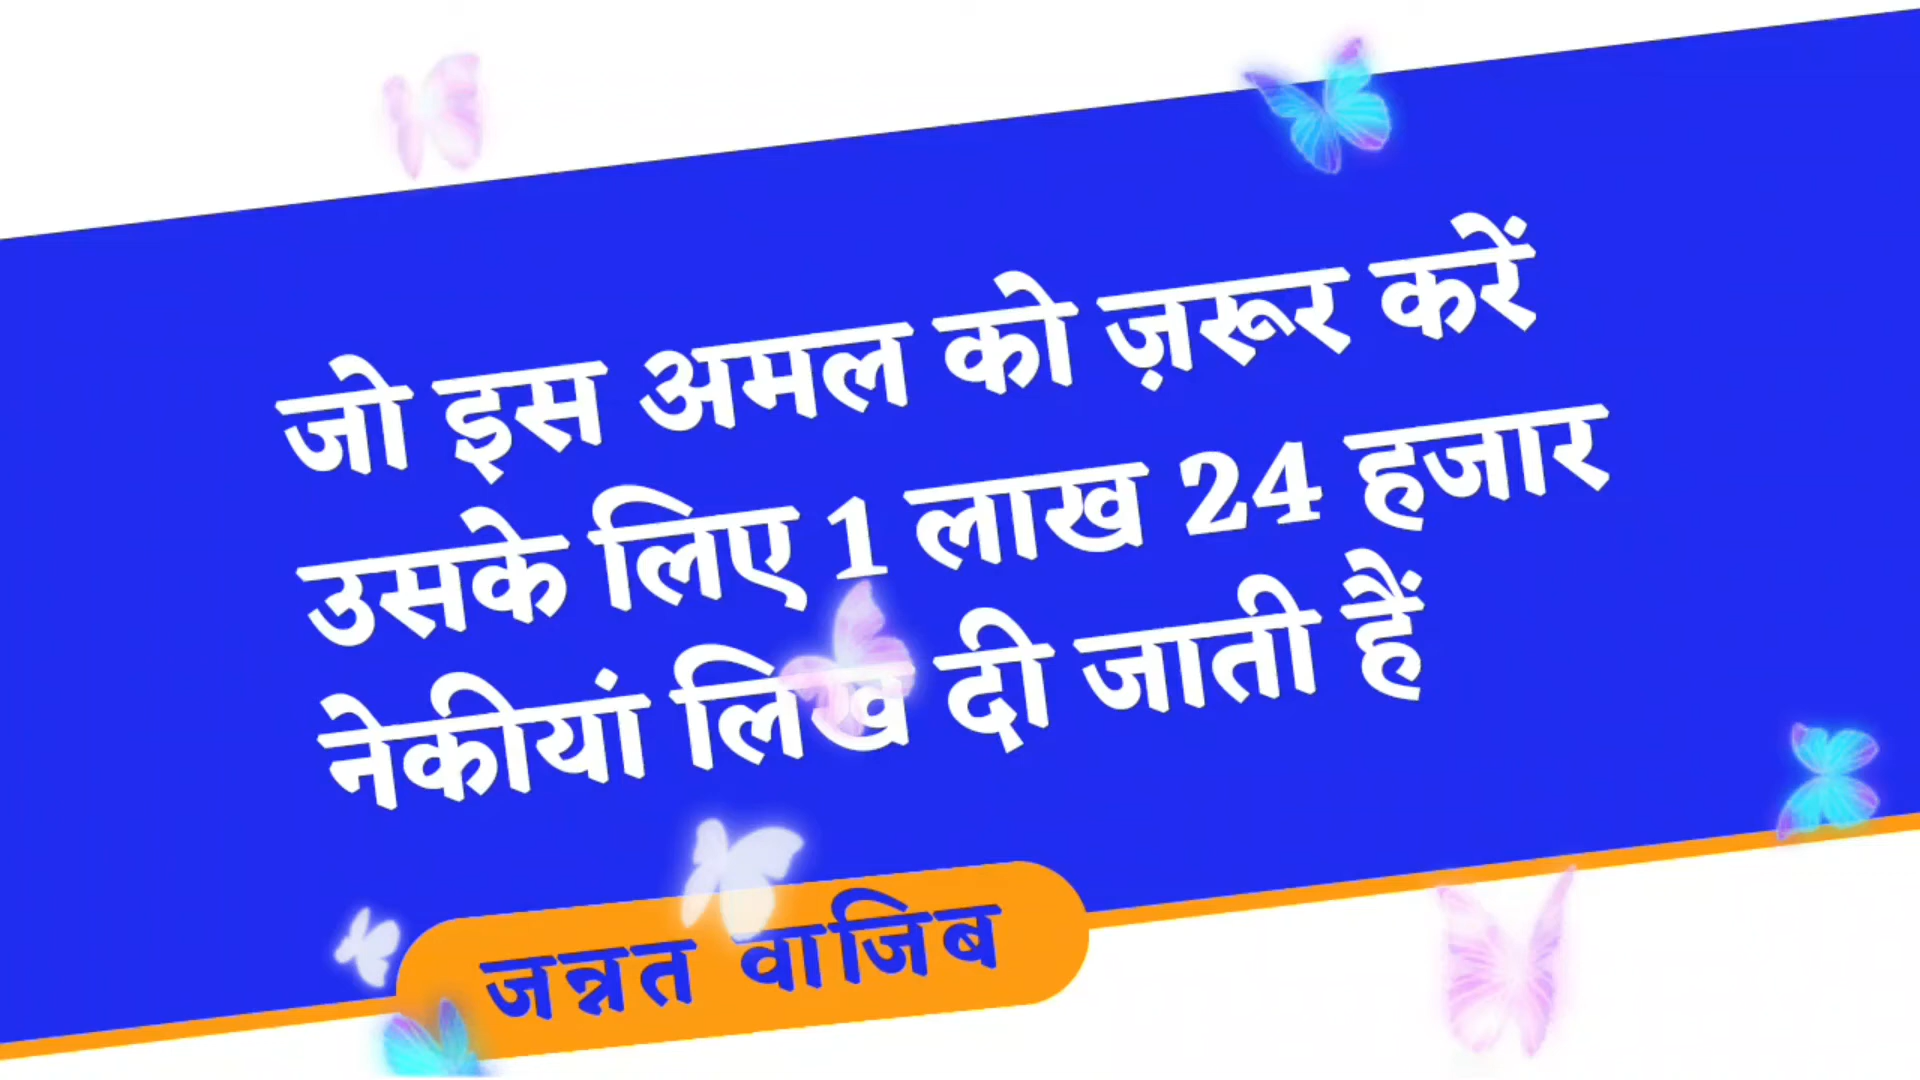 जो इस अमल को ज़रूर करें
उसके लिए 1 लाख 24 हजार
नेकीयां लिख दी जाती हैं
जन्नत वाजिब